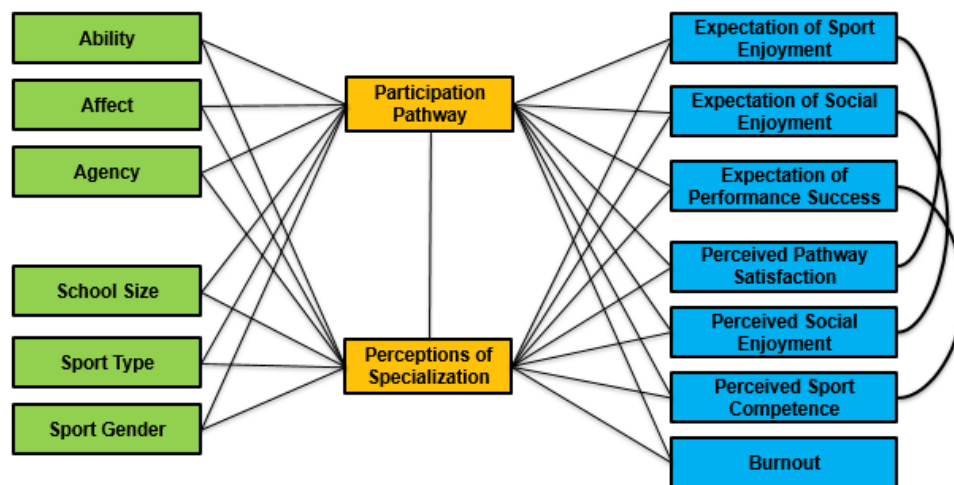 Ability
Affect
Agency
School Size
Sport Type
Sport Gender
Participation
Pathway
Perceptions of
Specialization
Expectation of Sport
Enjoyment
Expectation of Social
Enjoyment
Expectation of
Performance Success
Perceived Pathway
Satisfaction
Perceived Social
Enjoyment
Perceived Sport
Competence
Burnout